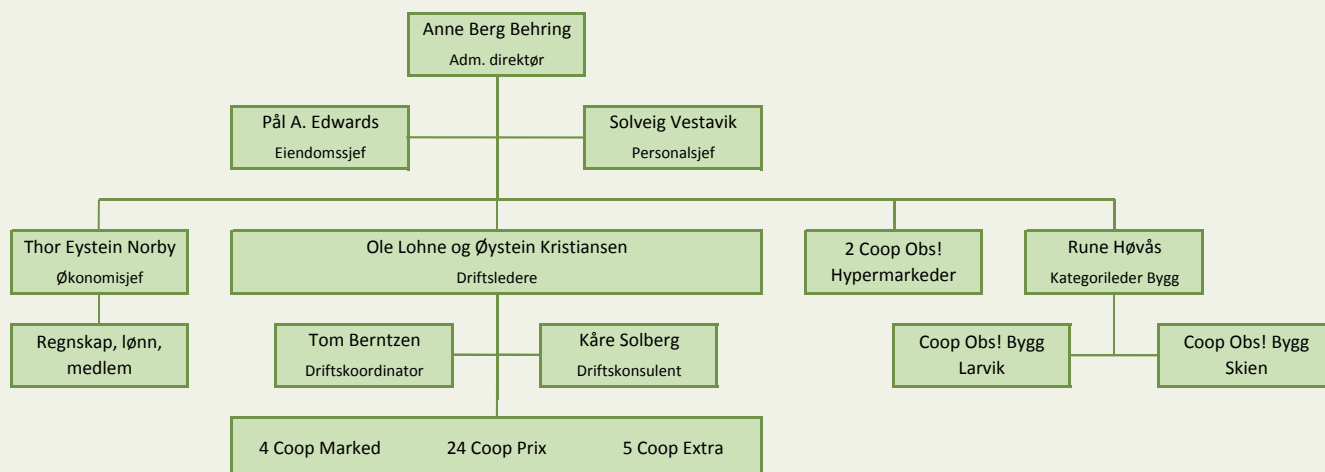 Anne Berg Behring
Adm. direktør
Pål A. Edwards
Eiendomssjef
Solveig Vestavik
Personalsjef
Thor Eystein Norby
Økonomisjef
Ole Lohne og Øystein Kristiansen
Driftsledere
2 Coop Obs!
Hypermarkeder
Rune Høvås
Kategorileder Bygg
Regnskap, lønn,
medlem
Tom Berntzen
Driftskoordinator
Kåre Solberg
Driftskonsulent
Coop Obs! Bygg
Larvik
Coop Obs! Bygg
Skien
4 Coop Marked 24 Coop Prix 5 Coop Extra